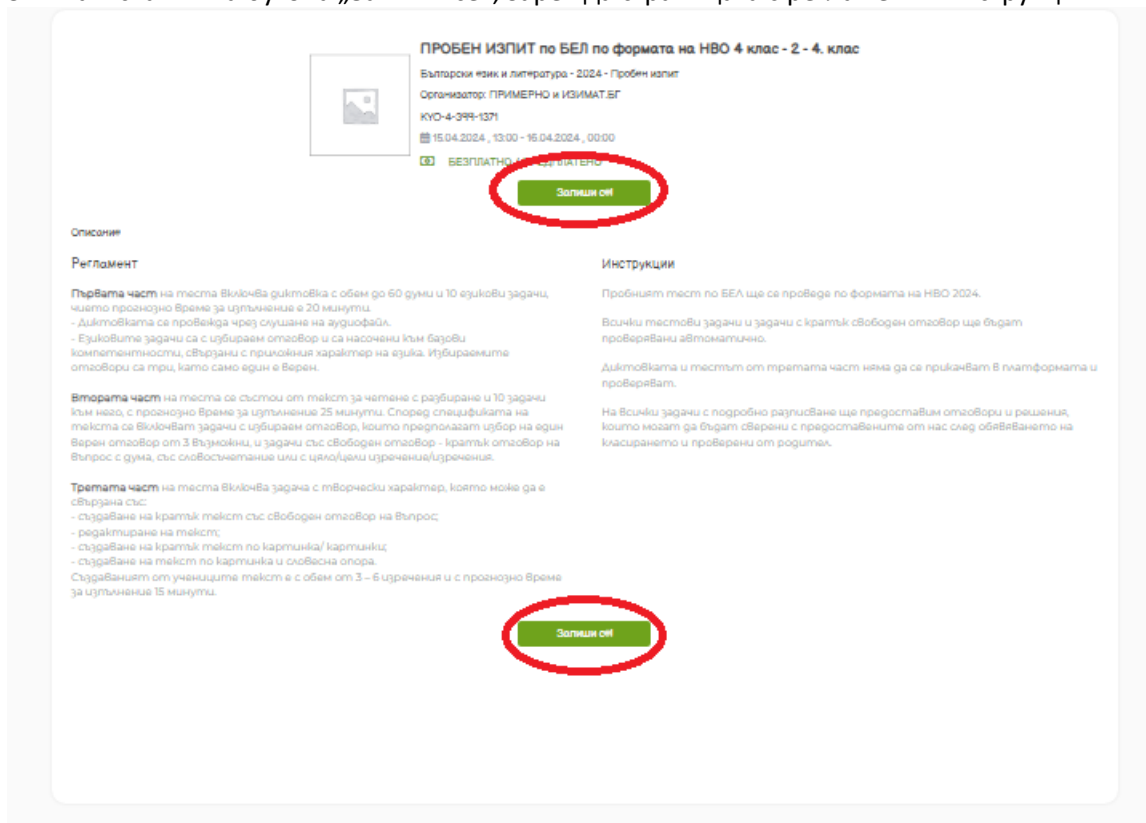 ПРОБЕН ИЗПИТ по БЕЛ по формата на НВО 4 клас - 2 - 4. клас
Български език и литература - 2024 - Пробен изпит
Организатор: ПРИМЕРНО и ИЗИМАТ.БГ
КУО-4-399-1371
15.04.2024 , 13:00 - 16.04.2024 , 00:00
БЕЗПЛАТНО
Запиши се!
Описание
Регламент
Първата част на теста включва диктовка с обем до 60 думи и 10 езикови задачи,
чието прогнозно време за изпълнение е 20 минути.
- Диктовката се провежда чрез слушане на аудиофайл.
- Езиковите задачи са с избираем отговор и са насочени към базови
компетентности, свързани с приложния характер на езика. Избираемите
отговори са три, като само един е верен.
Втората част на теста се състои от текст за четене с разбиране и 10 задачи
към него, с прогнозно време за изпълнение 25 минути. Според спецификата на
текста се включват задачи с избираем отговор, които предполагат избор на един
верен отговор от 3 възможни, и задачи със свободен отговор - кратък отговор на
въпрос с дума, със словосъчетание или с цяло/цели изречение/изречения.
Третата част на теста включва задача с творчески характер, която може да е
свързана със:
- създаване на кратък текст със свободен отговор на въпрос;
- редактиране на текст;
- създаване на кратък текст по картинка/ картинки;
- създаване на текст по картинка и словесна опора.
Създаваният от учениците текст е с обем от 3 – 6 изречения и с прогнозно време
за изпълнение 15 минути.
Инструкции
Пробният тест по БЕЛ ще се проведе по формата на НВО 2024.
Всички тестови задачи и задачи с кратък свободен отговор ще бъдат
проверявани автоматично.
Диктовката и тестът от третата част няма да се прикачват в платформата и
проверяват.
На всички задачи с подробно разписване ще предоставим отговори и решения,
които могат да бъдат сверени с предоставените от нас след обявяването на
класирането и проверени от родител.
Запиши се!